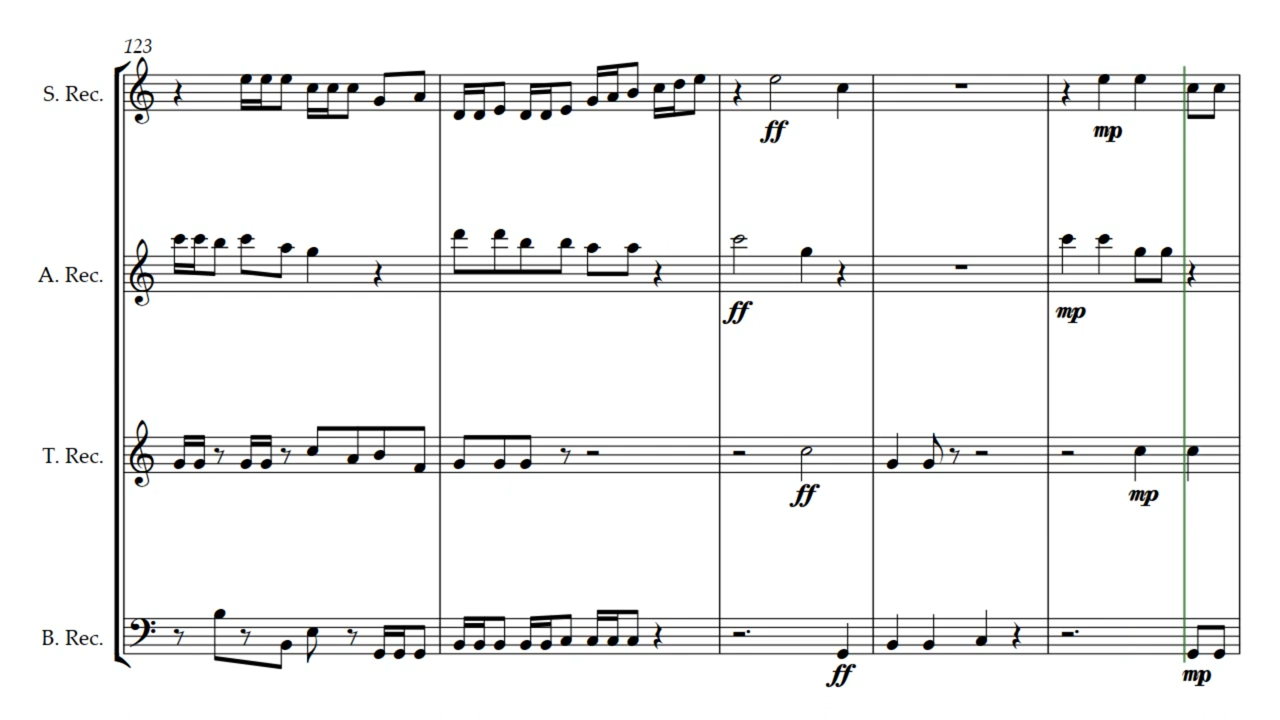 123
S. Rec.
ff
mp
A. Rec.
ff
mp
T. Rec.
ff
mp
B. Rec.
ff
mp